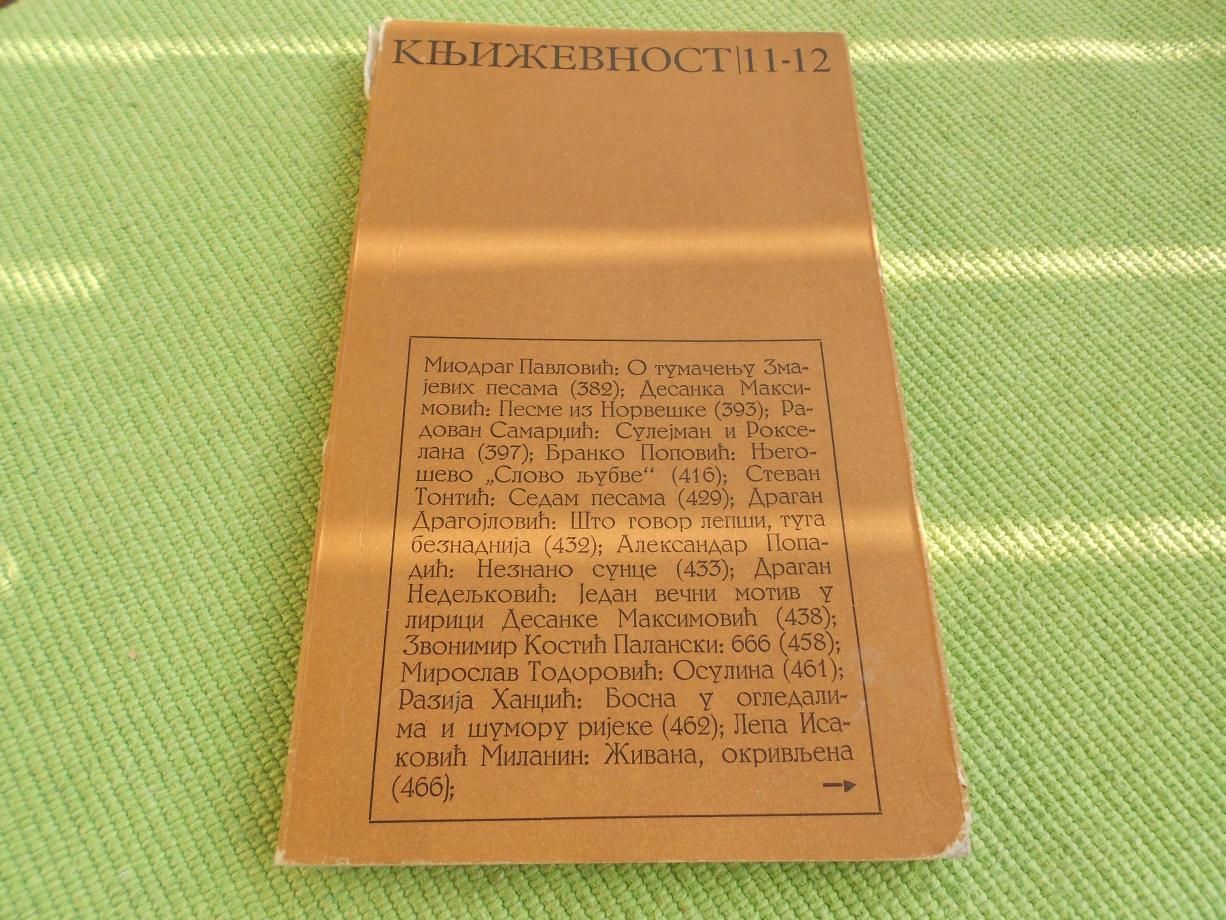 КЊИЖЕВНОСТ|11-12
Миодраг Павловић: О тумачењу Зма-
јевих песама (382); Десанка Макси-
мовић: Песме из Норвешке (393); Ра-
дован Самарџић: Сулејман и Роксе-
лана (397); Бранко Поповић: Њего-
шево „Слово љубве“ (416); Стеван
Тонтић: Седам песама (429); Драган
Драгојловић: Што говор лепши, туга
безнаднија (432); Александар Попа-
дић: Незнано сунце (433); Драган
Недељковић: Један вечни мотив у
лирици Десанке Максимовић (438);
Звонимир Костић Палански: 666 (458);
Мирослав Тодоровић: Осулина (461);
Разија Ханџић: Босна у огледали-
ма и шумору ријеке (462); Лепа Иса-
ковић Миланин: Живана, окривљена
(466);